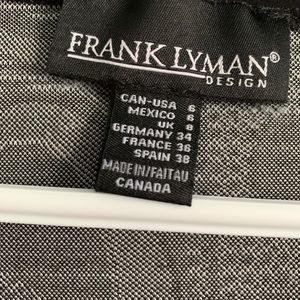 FRANK LYMAN®
DESIGN
CAN-USA 6
MEXICO 6
UK 8
GERMANY 34
FRANCE 36
SPAIN 38
MADE IN/FAIT AU
CANADA